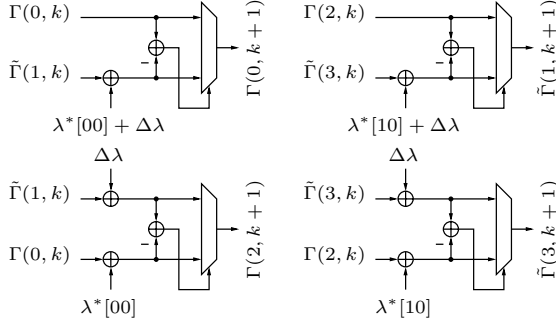 Γ(0, k)
Γ̃(1, k)
-
λ*[00] + Δλ
Γ(0, k + 1)
Γ(2, k)
Γ̃(3, k)
-
λ*[10] + Δλ
Γ̃(1, k + 1)
Δλ
Γ̃(1, k)
Γ(0, k)
-
λ*[00]
Γ(2, k + 1)
Δλ
Γ̃(3, k)
Γ(2, k)
-
λ*[10]
Γ̃(3, k + 1)